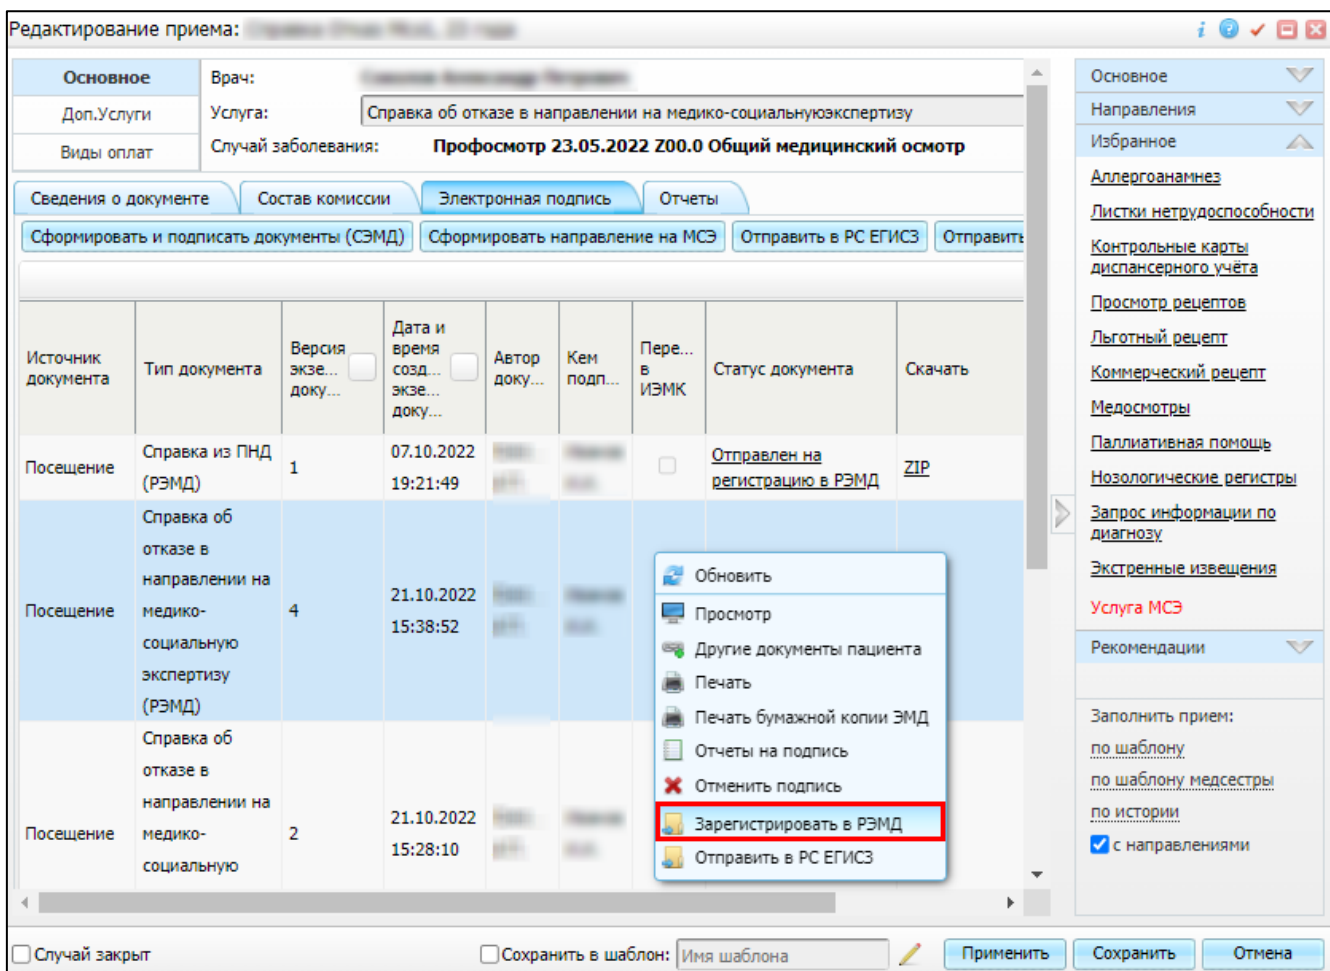 Редактирование приема:
Основное
Доп.Услуги
Виды оплат
Врач:
Услуга: Справка об отказе в направлении на медико-социальнуюэкспертизу
Случай заболевания: Профосмотр 23.05.2022 Z00.0 Общий медицинский осмотр
Сведения о документе Состав комиссии Электронная подпись Отчеты
Сформировать и подписать документы (СЭМД) Сформировать направление на МСЭ Отправить в РС ЕГИСЗ Отправить
Источник
документа
Тип документа
Версия
экзе...
доку...
Дата и
время
созд...
экзе...
доку...
Автор
доку...
Кем
подп...
Пере...
в
ИЭМК
Статус документа
Скачать
Посещение
Справка из ПНД
(РЭМД)
1
07.10.2022
19:21:49
Отправлен на
регистрацию в РЭМД
ZIP
Посещение
Справка об
отказе в
направлении на
медико-
социальную
экспертизу
(РЭМД)
4
21.10.2022
15:38:52
Посещение
Справка об
отказе в
направлении на
медико-
социальную
2
21.10.2022
15:28:10
Обновить
Просмотр
Другие документы пациента
Печать
Печать бумажной копии ЭМД
Отчеты на подпись
Отменить подпись
Зарегистрировать в РЭМД
Отправить в РС ЕГИСЗ
Основное
Направления
Избранное
Аллергоанамнез
Листки нетрудоспособности
Контрольные карты
диспансерного учёта
Просмотр рецептов
Льготный рецепт
Коммерческий рецепт
Медосмотры
Паллиативная помощь
Нозологические регистры
Запрос информации по
диагнозу
Экстренные извещения
Услуга МСЭ
Рекомендации
Заполнить прием:
по шаблону
по шаблону медсестры
по истории
с направлениями
Случай закрыт
Сохранить в шаблон: Имя шаблона
Применить Сохранить Отмена